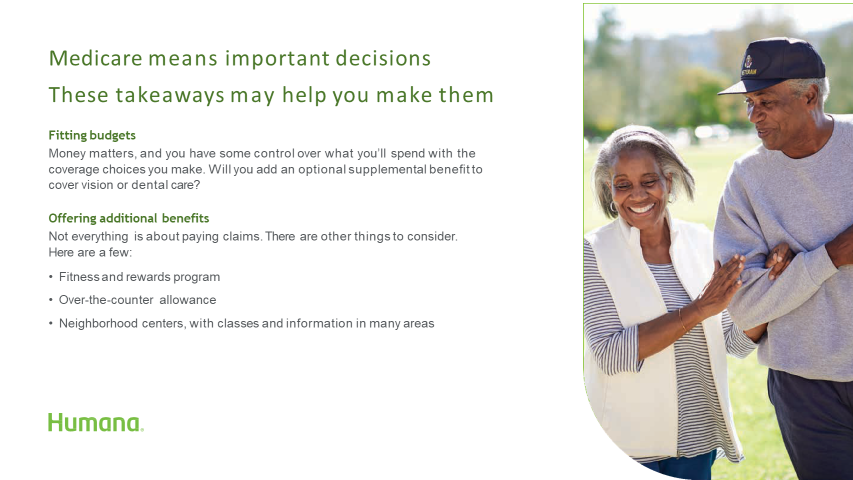 Medicare means important decisions
These takeaways may help you make them
Fitting budgets
Money matters, and you have some control over what you’ll spend with the
coverage choices you make. Will you add an optional supplemental benefit to
cover vision or dental care?
Offering additional benefits
Not everything is about paying claims. There are other things to consider.
Here are a few:
• Fitness and rewards program
• Over-the-counter allowance
• Neighborhood centers, with classes and information in many areas
Humana®